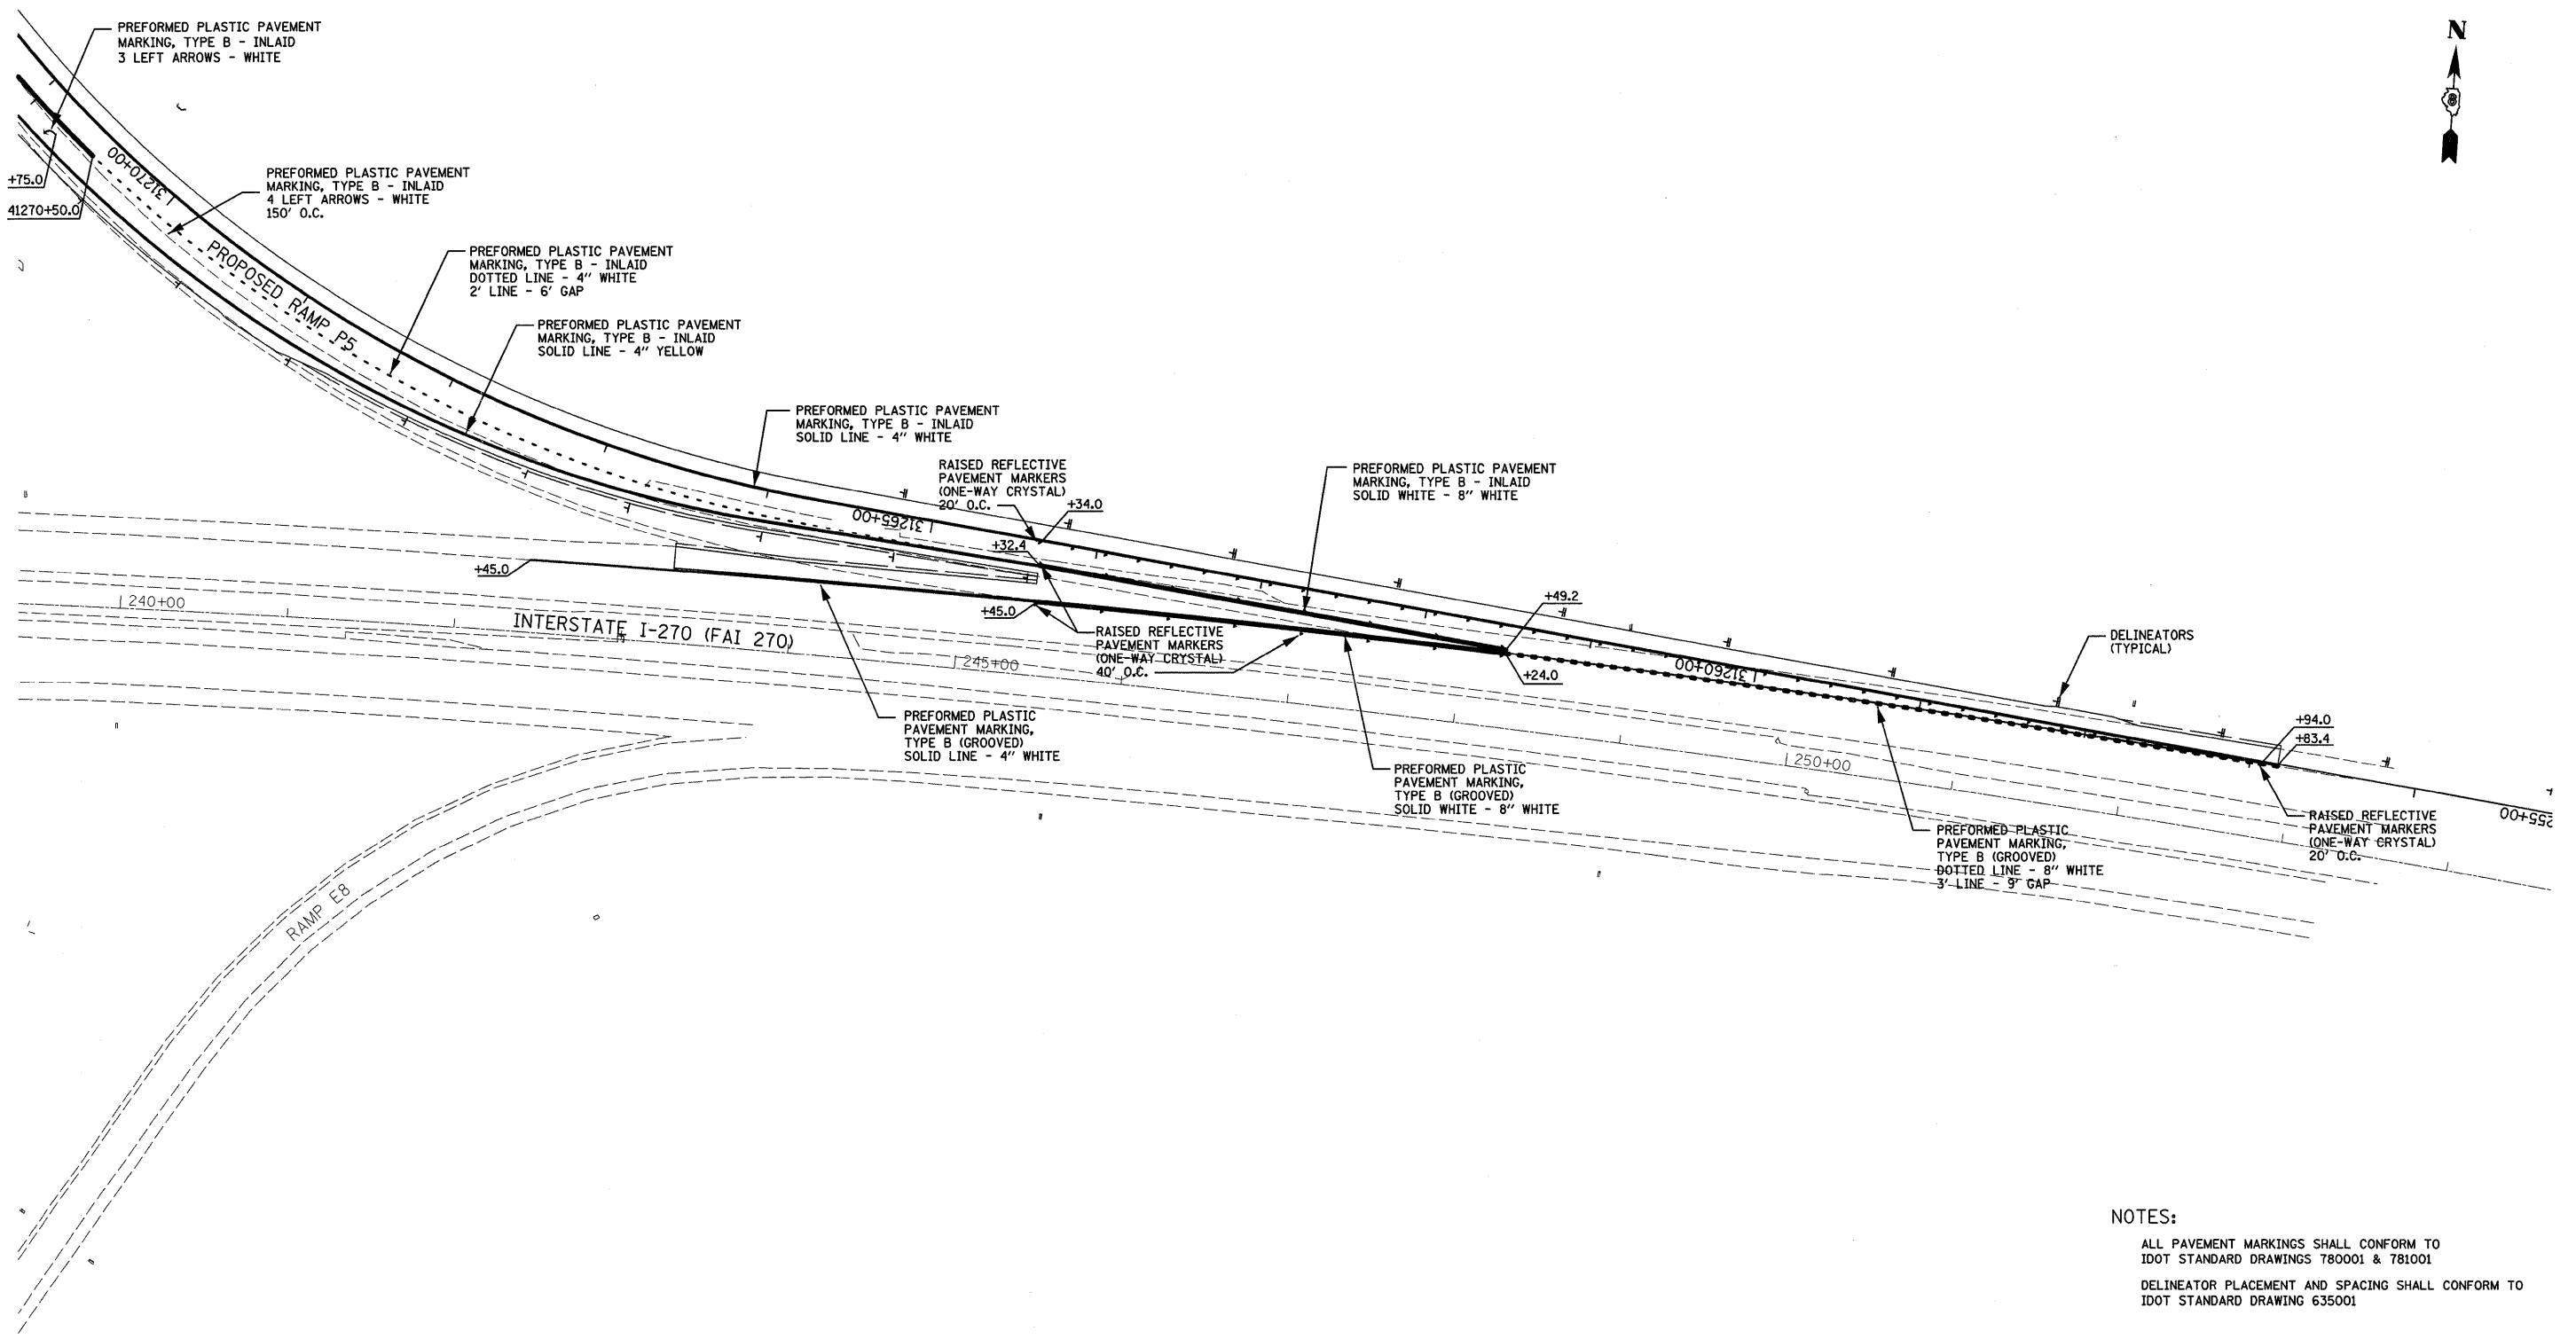 PREFORMED PLASTIC PAVEMENT
MARKING, TYPE B - INLAID
3 LEFT ARROWS - WHITE
N
8
+75.0
41270+50.0
31270+00
PREFORMED PLASTIC PAVEMENT
MARKING, TYPE B - INLAID
4 LEFT ARROWS - WHITE
150' O.C.
PROPOSED RAMP P5
PREFORMED PLASTIC PAVEMENT
MARKING, TYPE B - INLAID
DOTTED LINE - 4" WHITE
2' LINE - 6' GAP
PREFORMED PLASTIC PAVEMENT
MARKING, TYPE B - INLAID
SOLID LINE - 4" YELLOW
PREFORMED PLASTIC PAVEMENT
MARKING, TYPE B - INLAID
SOLID LINE - 4" WHITE
RAISED REFLECTIVE
PAVEMENT MARKERS
(ONE-WAY CRYSTAL)
20' O.C.
+34.0
PREFORMED PLASTIC PAVEMENT
MARKING, TYPE B - INLAID
SOLID WHITE - 8" WHITE
31265+00
+32.4
+45.0
+45.0
240+00
INTERSTATE I-270 (FAI 270)
245+00
RAISED REFLECTIVE
PAVEMENT MARKERS
(ONE-WAY CRYSTAL)
40' O.C.
+49.2
+24.0
31260+00
DELINEATORS
(TYPICAL)
PREFORMED PLASTIC
PAVEMENT MARKING,
TYPE B (GROOVED)
SOLID LINE - 4" WHITE
PREFORMED PLASTIC
PAVEMENT MARKING,
TYPE B (GROOVED)
SOLID WHITE - 8" WHITE
250+00
+94.0
+83.4
PREFORMED PLASTIC
PAVEMENT MARKING,
TYPE B (GROOVED)
DOTTED LINE - 8" WHITE
3' LINE - 9' GAP
RAISED REFLECTIVE
PAVEMENT MARKERS
(ONE-WAY CRYSTAL)
20' O.C.
255+00
RAMP E8
NOTES:
ALL PAVEMENT MARKINGS SHALL CONFORM TO
IDOT STANDARD DRAWINGS 780001 & 781001
DELINEATOR PLACEMENT AND SPACING SHALL CONFORM TO
IDOT STANDARD DRAWING 635001